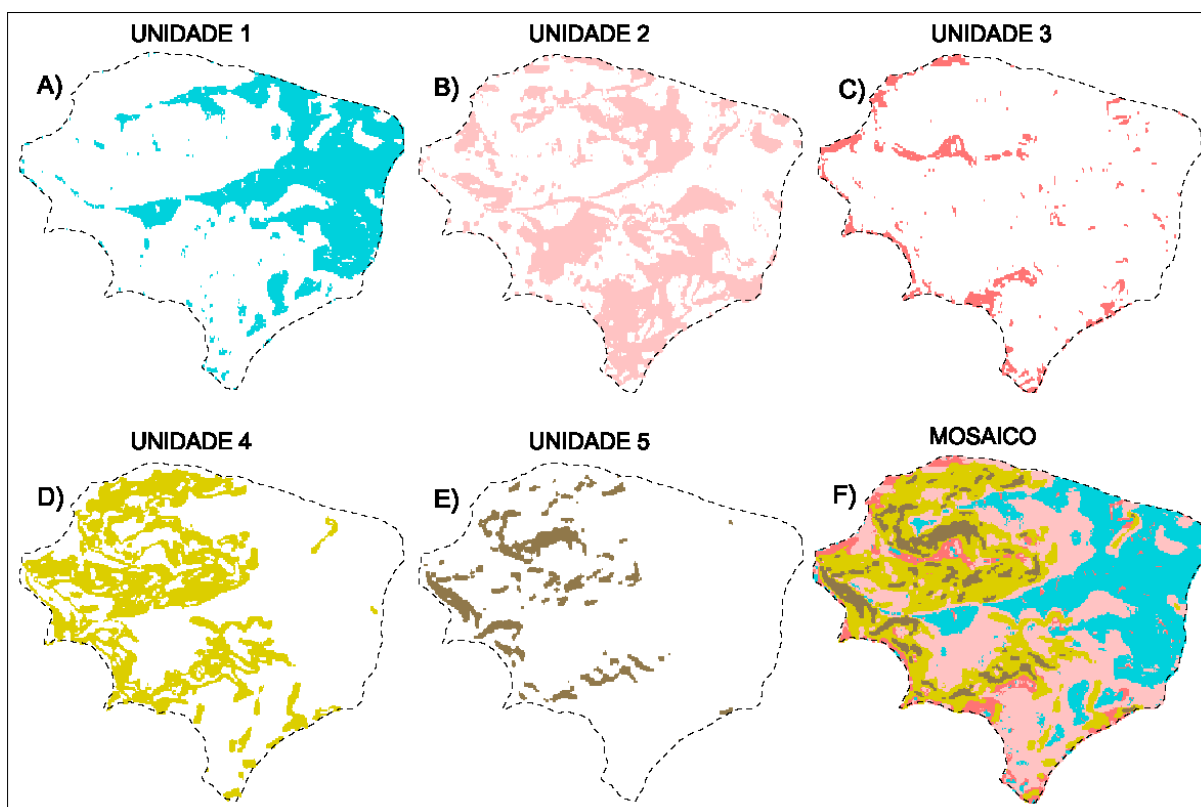 UNIDADE 1
A)
UNIDADE 2
B)
UNIDADE 3
C)
UNIDADE 4
D)
UNIDADE 5
E)
MOSAICO
F)